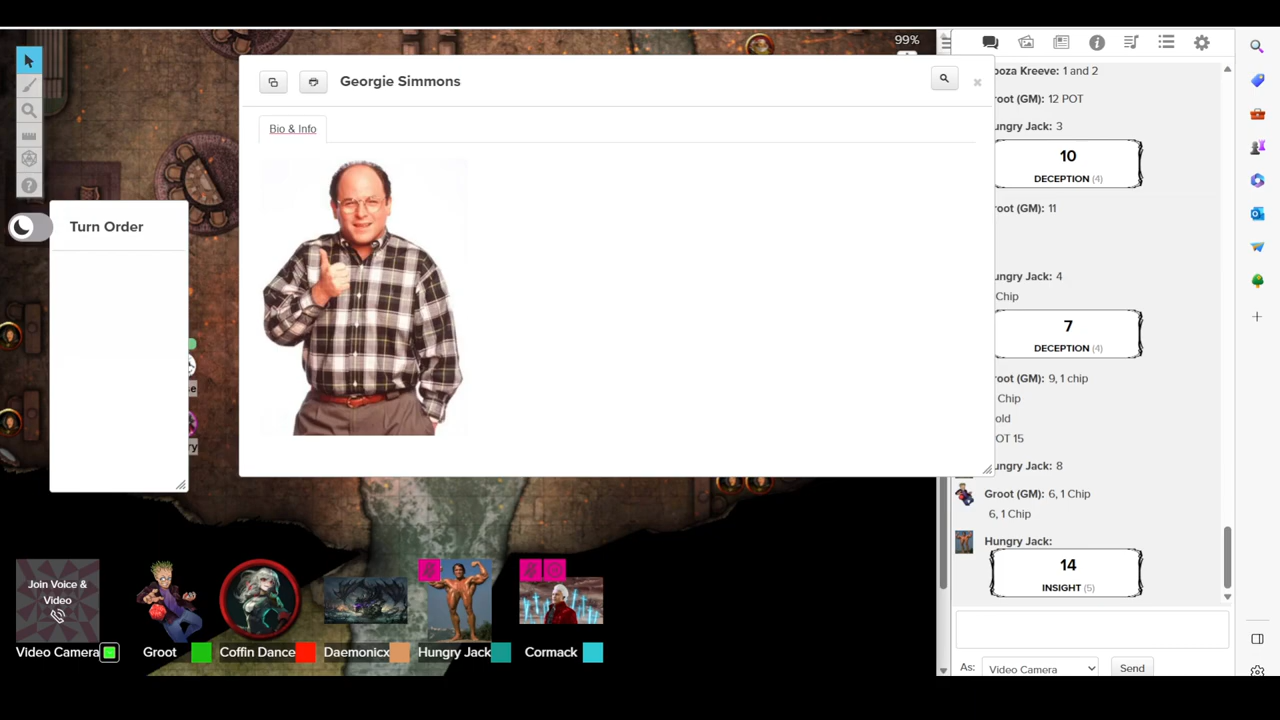 99%
Georgie Simmons
Bio & Info
Turn Order
ooza Kreeve: 1 and 2
root (GM): 12 POT
ungry Jack: 3
10
DECEPTION (4)
root (GM): 11
ungry Jack: 4
Chip
7
DECEPTION (4)
root (GM): 9, 1 chip
Chip
old
OT 15
ungry Jack: 8
Groot (GM): 6, 1 Chip
6, 1 Chip
Hungry Jack:
14
INSIGHT (5)
Join Voice &
Video
Video Camera
Groot
Coffin Dance
Daemonicx
Hungry Jack
Cormack
As:
Video Camera
Send